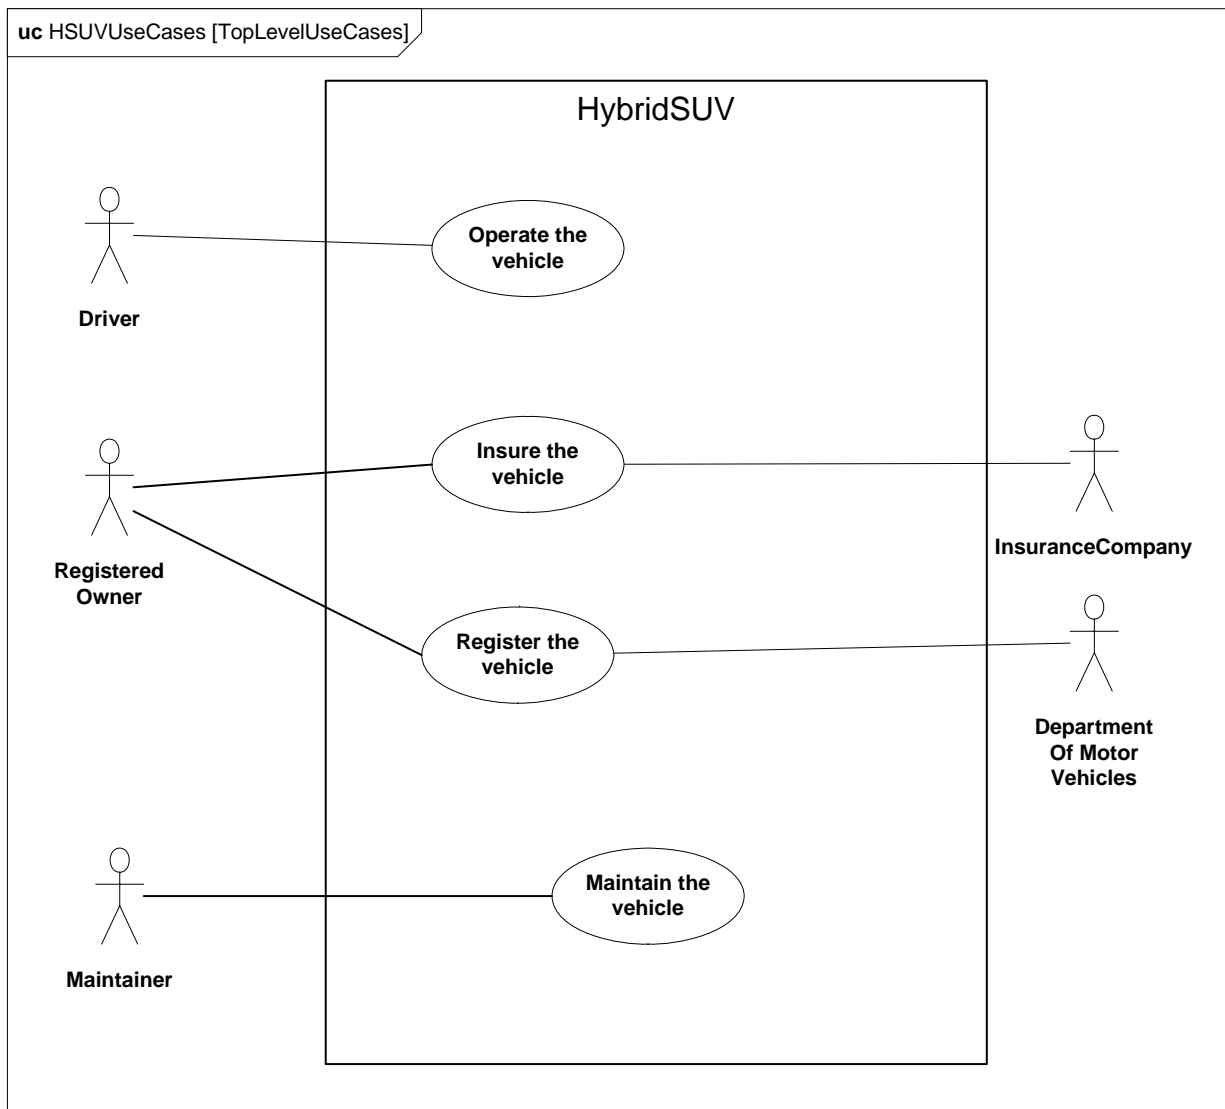 uc HSUVUseCases [TopLevelUseCases]
HybridSUV
Operate the
vehicle
Driver
Insure the
vehicle
InsuranceCompany
Registered
Owner
Register the
vehicle
Department
Of Motor
Vehicles
Maintain the
vehicle
Maintainer